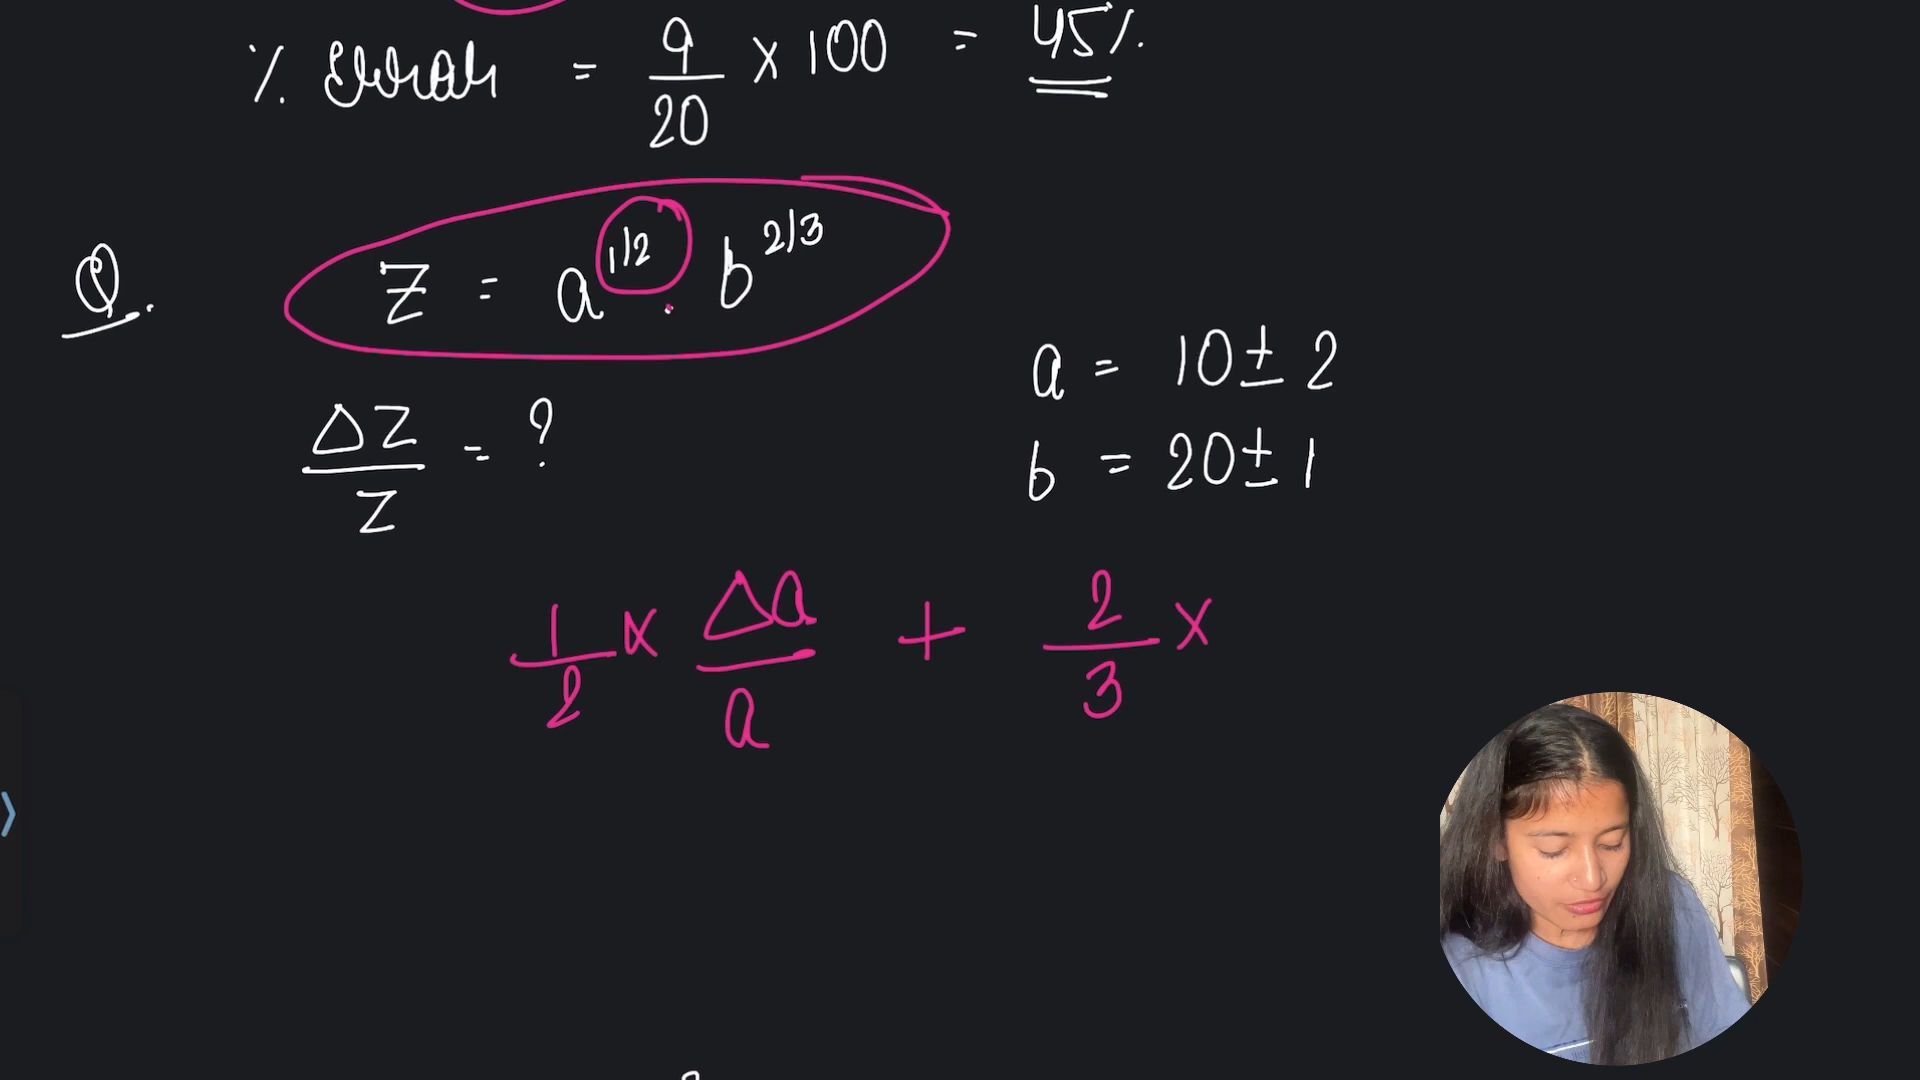 % Error = 9/20 × 100 = 45%
Q. Z = a^1/2 . b^2/3
a = 10 ± 2
ΔZ/Z = ?
b = 20 ± 1
1/2 × Δa/a + 2/3 ×